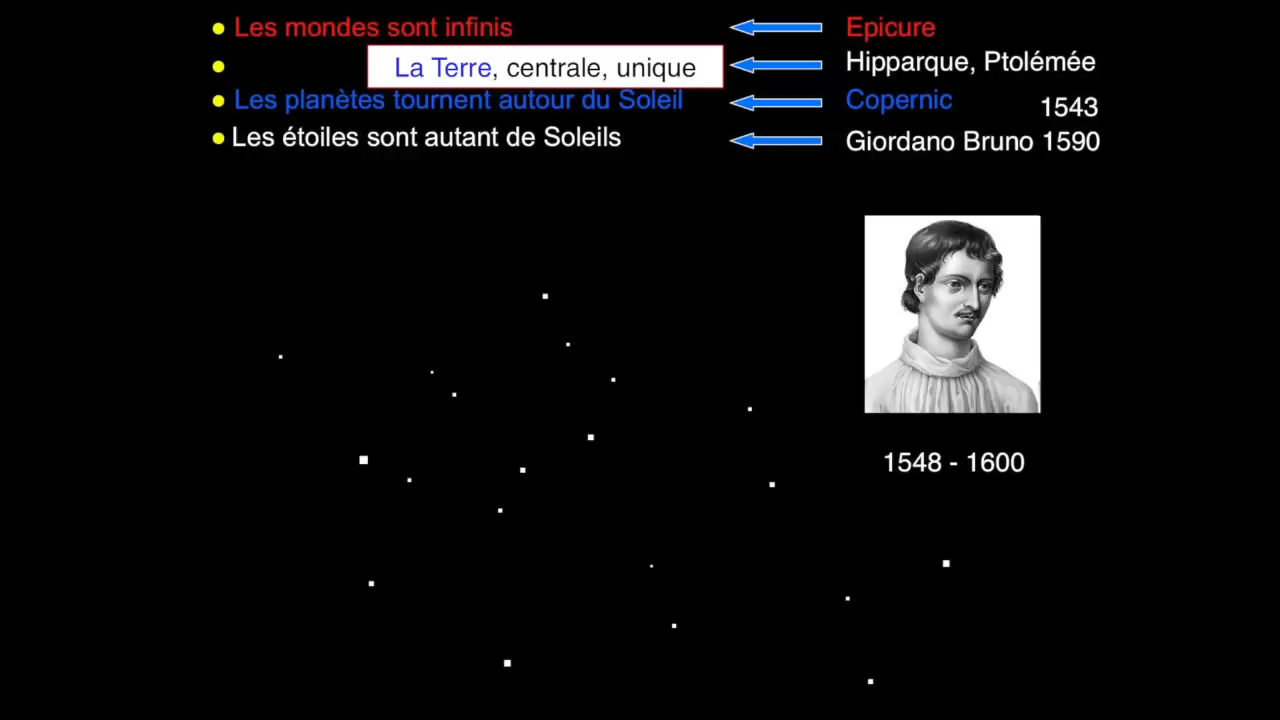 Les mondes sont infinis Epicure
La Terre, centrale, unique Hipparque, Ptolémée
Les planètes tournent autour du Soleil Copernic 1543
Les étoiles sont autant de Soleils Giordano Bruno 1590
1548 - 1600